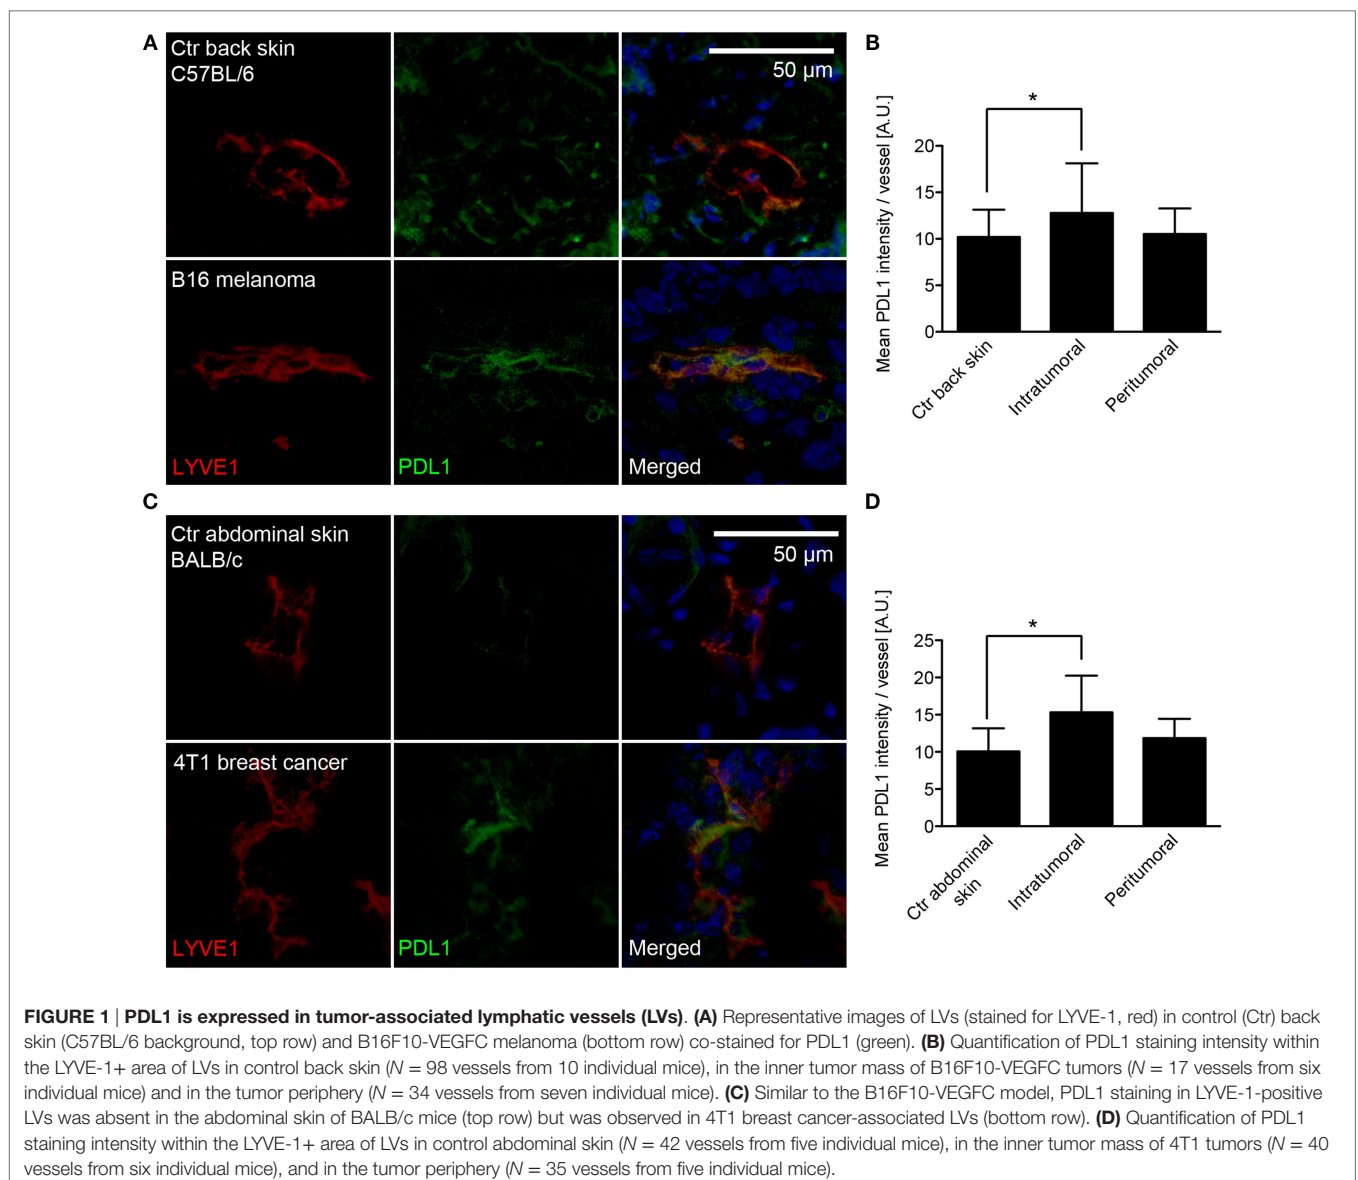 A
Ctr back skin
C57BL/6
50 µm
B16 melanoma
LYVE1
PDL1
Merged
B
Mean PDL1 intensity / vessel [A.U.]
20
15
10
5
0
*
Ctr back skin
Intratumoral
Peritumoral
C
Ctr abdominal skin
BALB/c
50 µm
4T1 breast cancer
LYVE1
PDL1
Merged
D
Mean PDL1 intensity / vessel [A.U.]
25
20
15
10
5
0
*
Ctr abdominal
skin
Intratumoral
Peritumoral
FIGURE 1 | PDL1 is expressed in tumor-associated lymphatic vessels (LVs). (A) Representative images of LVs (stained for LYVE-1, red) in control (Ctr) back
skin (C57BL/6 background, top row) and B16F10-VEGFC melanoma (bottom row) co-stained for PDL1 (green). (B) Quantification of PDL1 staining intensity within
the LYVE-1+ area of LVs in control back skin (N = 98 vessels from 10 individual mice), in the inner tumor mass of B16F10-VEGFC tumors (N = 17 vessels from six
individual mice) and in the tumor periphery (N = 34 vessels from seven individual mice). (C) Similar to the B16F10-VEGFC model, PDL1 staining in LYVE-1-positive
LVs was absent in the abdominal skin of BALB/c mice (top row) but was observed in 4T1 breast cancer-associated LVs (bottom row). (D) Quantification of PDL1
staining intensity within the LYVE-1+ area of LVs in control abdominal skin (N = 42 vessels from five individual mice), in the inner tumor mass of 4T1 tumors (N = 40
vessels from six individual mice), and in the tumor periphery (N = 35 vessels from five individual mice).